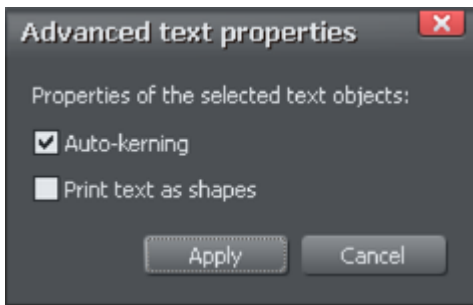 Advanced text properties
Properties of the selected text objects:
Auto-kerning
Print text as shapes
Apply Cancel